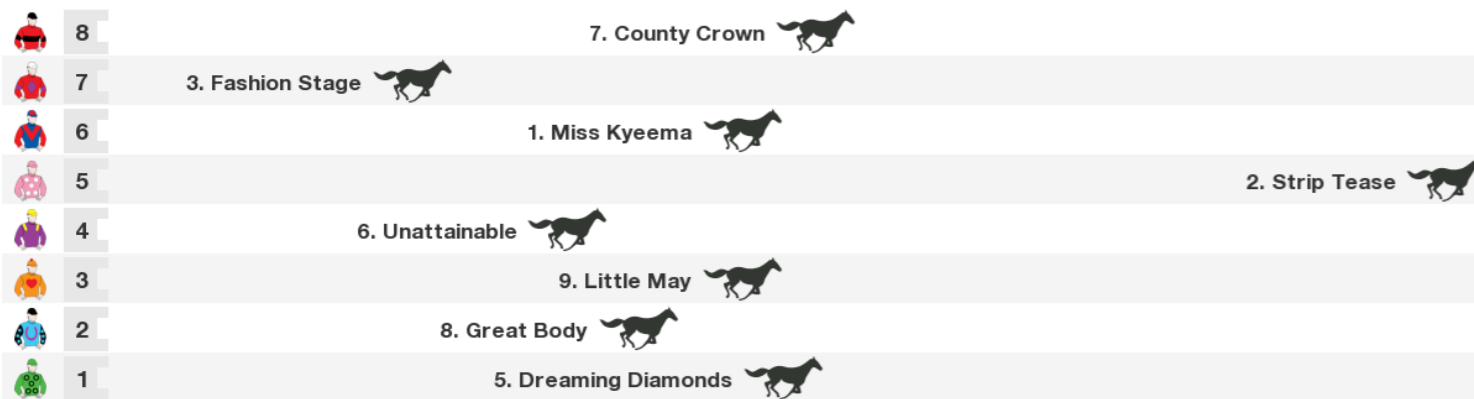 8 7. County Crown
7 3. Fashion Stage
6 1. Miss Kyeema
5 2. Strip Tease
4 6. Unattainable
3 9. Little May
2 8. Great Body
1 5. Dreaming Diamonds